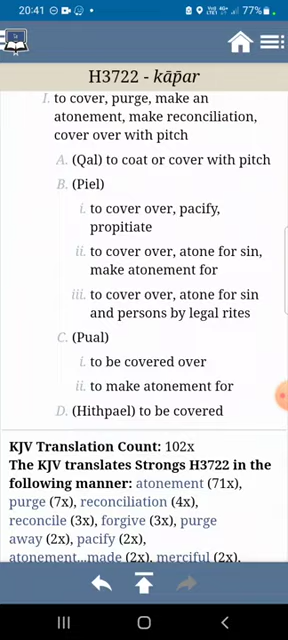 20:41
77%
H3722 - kāp̄ar
I. to cover, purge, make an
atonement, make reconciliation,
cover over with pitch
A. (Qal) to coat or cover with pitch
B. (Piel)
i. to cover over, pacify,
propitiate
ii. to cover over, atone for sin,
make atonement for
iii. to cover over, atone for sin
and persons by legal rites
C. (Pual)
i. to be covered over
ii. to make atonement for
D. (Hithpael) to be covered
KJV Translation Count: 102x
The KJV translates Strongs H3722 in the
following manner: atonement (71x),
purge (7x), reconciliation (4x),
reconcile (3x), forgive (3x), purge
away (2x), pacify (2x),
atonement...made (2x), merciful (2x),